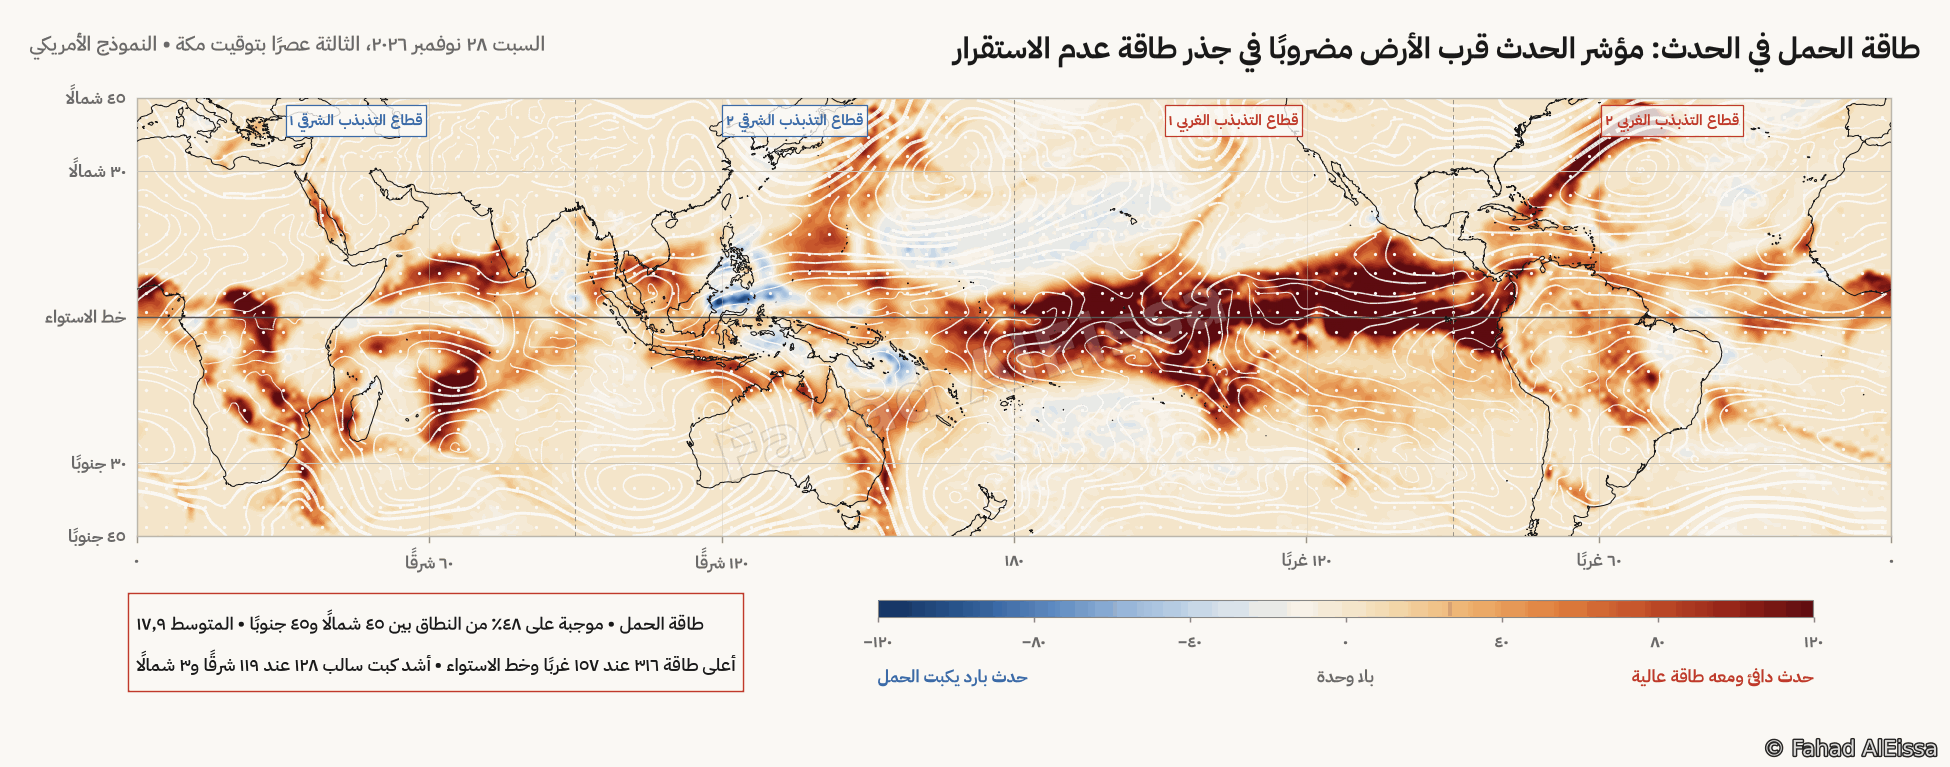 طاقة الحمل في الحدث: مؤشر الحدث قرب الأرض مضروبًا في جذر طاقة عدم الاستقرار
السبت ٢٨ نوفمبر ٢٠٢٦، الثالثة عصرًا بتوقيت مكة • النموذج الأمريكي
قطاع التذبذب الشرقي ١
قطاع التذبذب الشرقي ٢
قطاع التذبذب الغربي ١
قطاع التذبذب الغربي ٢
٤٥ شمالًا
٣٠ شمالًا
خط الاستواء
٣٠ جنوبًا
٤٥ جنوبًا
٠
٦٠ شرقًا
١٢٠ شرقًا
١٨٠
١٢٠ غربًا
٦٠ غربًا
٠
طاقة الحمل • موجبة على ٤٨٪ من النطاق بين ٤٥ شمالًا و٤٥ جنوبًا • المتوسط ١٧٫٩
أعلى طاقة ٣١٦ عند ١٥٧ غربًا وخط الاستواء • أشد كبت سالب ١٢٨ عند ١١٩ شرقًا و٣ شمالًا
−١٢٠
−٨٠
−٤٠
٠
٤٠
٨٠
١٢٠
حدث بارد يكبت الحمل
بلا وحدة
حدث دافئ ومعه طاقة عالية
Fahad AlEissa
© Fahad AlEissa